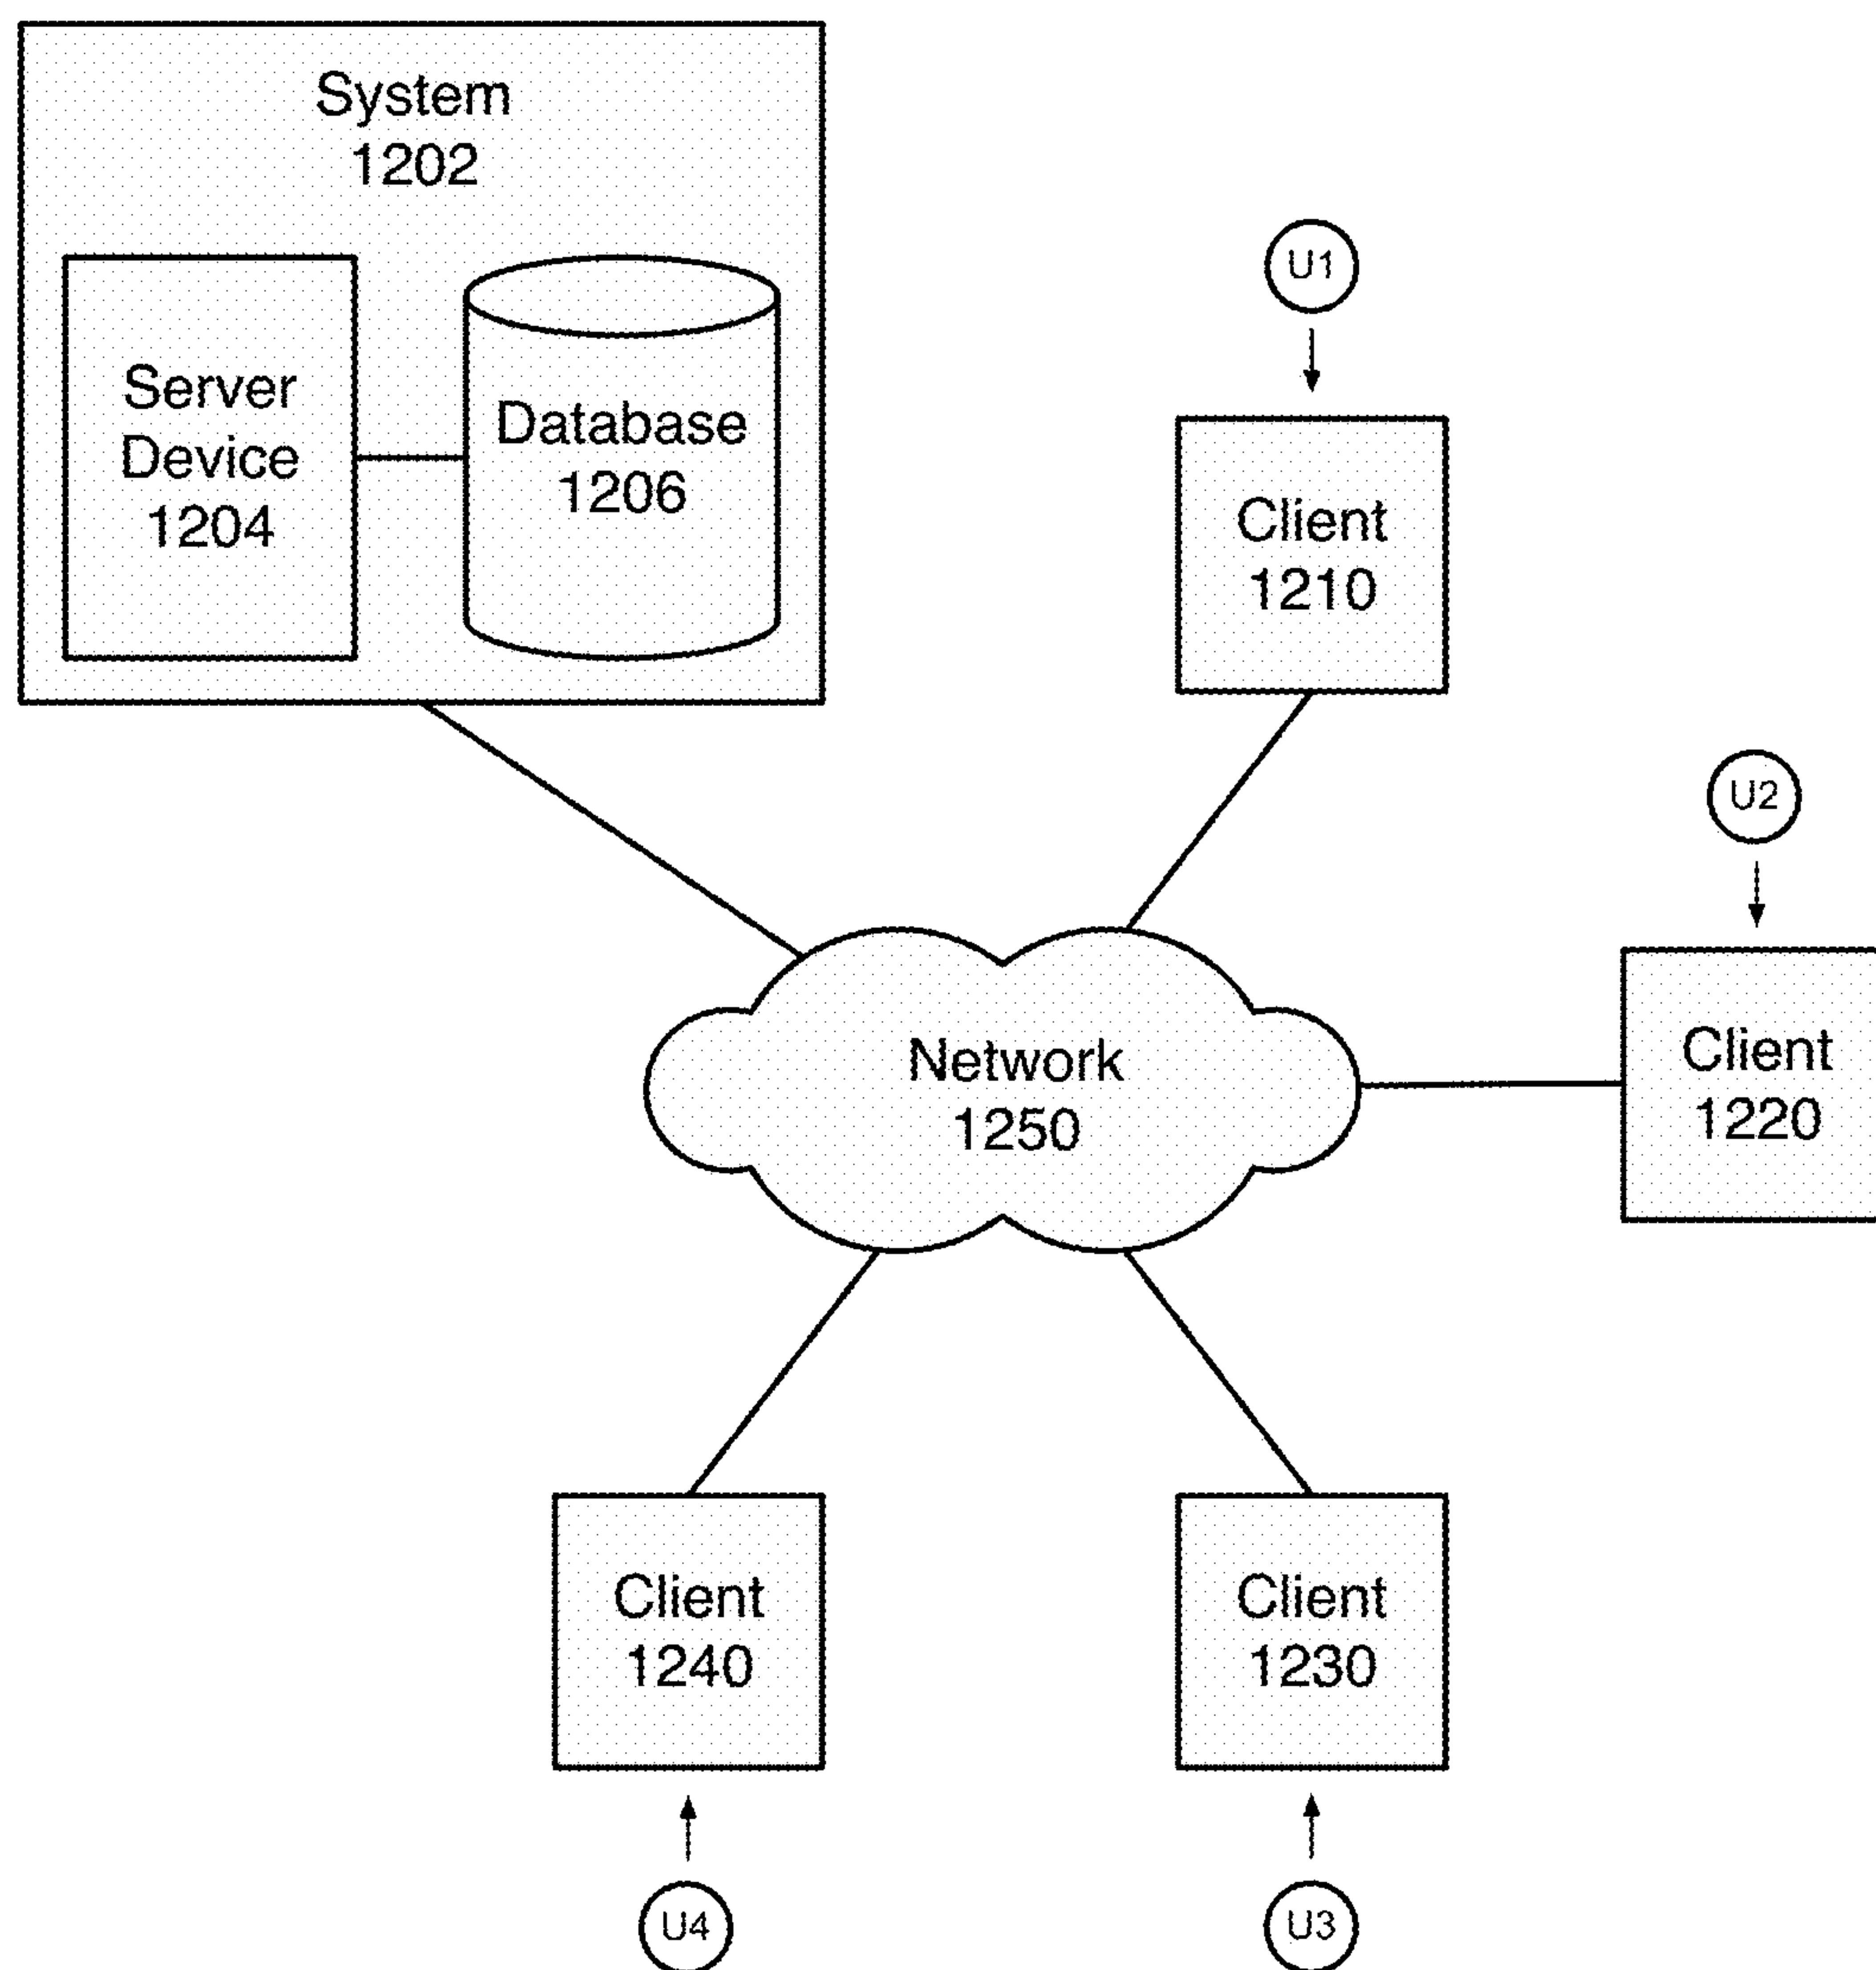 System
1202
Server
Device
1204
Database
1206
U1
Client
1210
U2
Client
1220
Network
1250
Client
1240
Client
1230
U4
U3